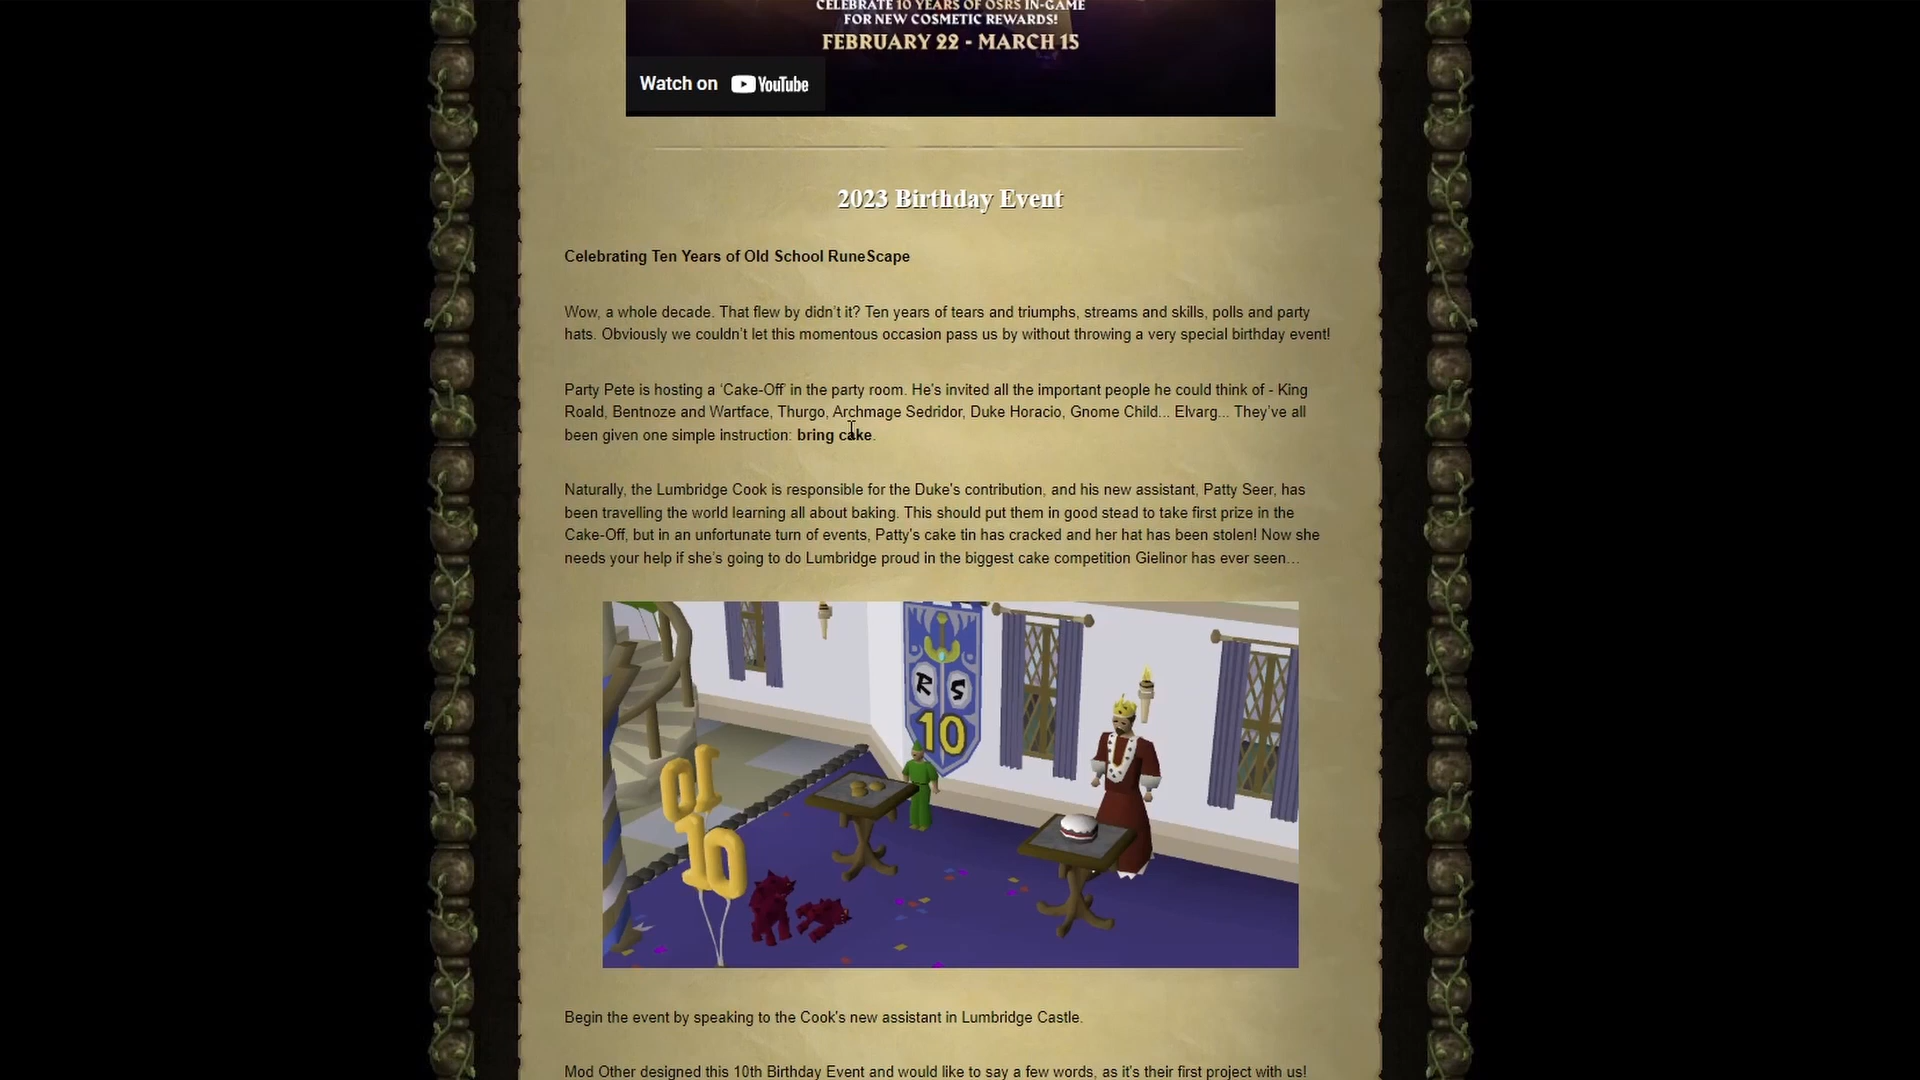 CELEBRATE 10 YEARS OF OSRS IN-GAME
FOR NEW COSMETIC REWARDS!
FEBRUARY 22 - MARCH 15
Watch on YouTube
2023 Birthday Event
Celebrating Ten Years of Old School RuneScape
Wow, a whole decade. That flew by didn't it? Ten years of tears and triumphs, streams and skills, polls and party
hats. Obviously we couldn't let this momentous occasion pass us by without throwing a very special birthday event!
Party Pete is hosting a 'Cake-Off' in the party room. He's invited all the important people he could think of - King
Roald, Bentnoze and Wartface, Thurgo, Archmage Sedridor, Duke Horacio, Gnome Child... Elvarg... They've all
been given one simple instruction: bring cake.
Naturally, the Lumbridge Cook is responsible for the Duke's contribution, and his new assistant, Patty Seer, has
been travelling the world learning all about baking. This should put them in good stead to take first prize in the
Cake-Off, but in an unfortunate turn of events, Patty's cake tin has cracked and her hat has been stolen! Now she
needs your help if she's going to do Lumbridge proud in the biggest cake competition Gielinor has ever seen...
R S
10
10
10
Begin the event by speaking to the Cook's new assistant in Lumbridge Castle.
Mod Other designed this 10th Birthday Event and would like to say a few words, as it's their first project with us!